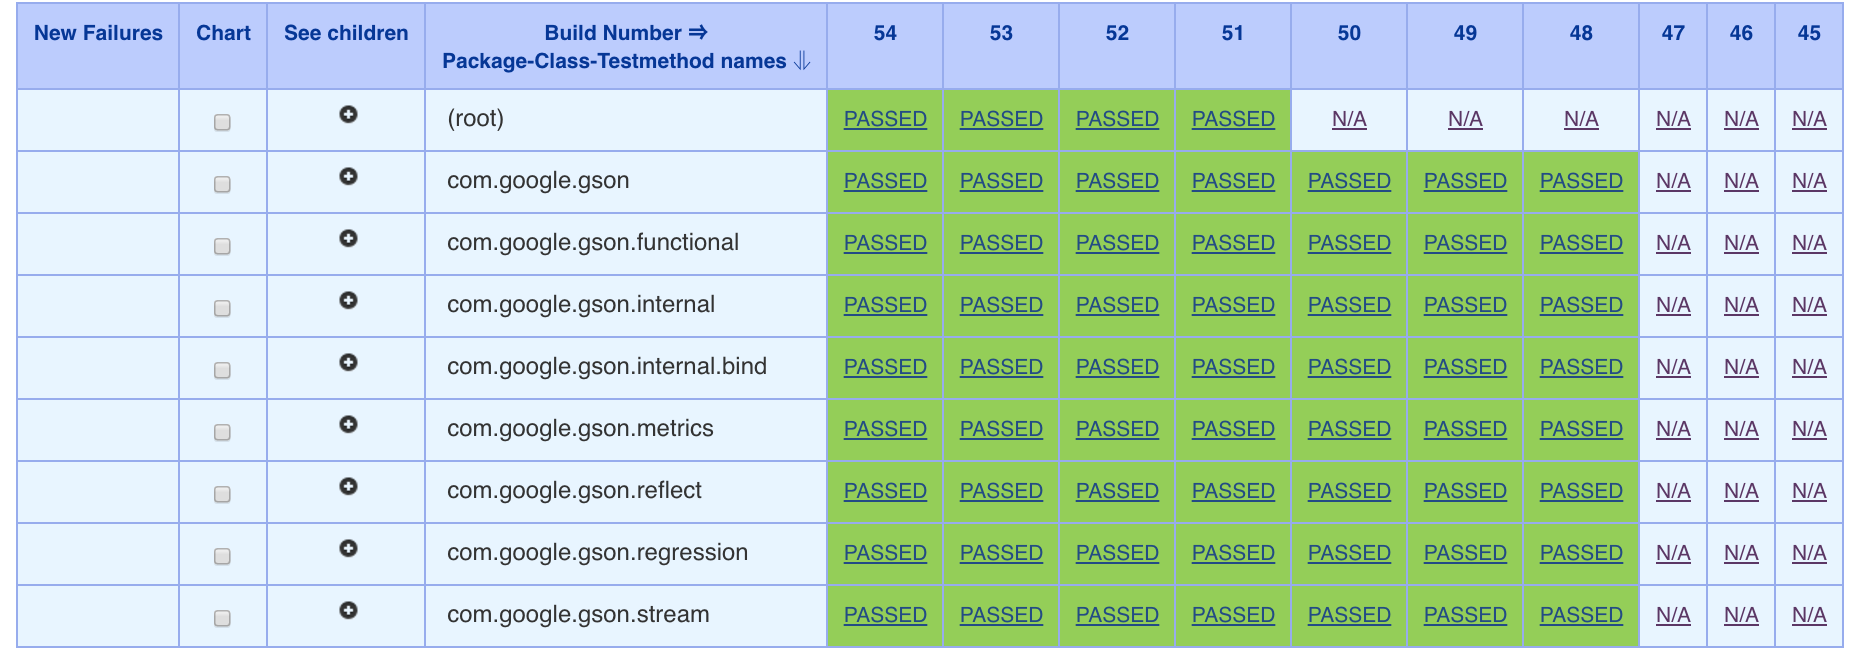 New Failures Chart See children Build Number ⇒ 54 53 52 51 50 49 48 47 46 45
Package-Class-Testmethod names ⇓
(root) PASSED PASSED PASSED PASSED N/A N/A N/A N/A N/A N/A
com.google.gson PASSED PASSED PASSED PASSED PASSED PASSED PASSED N/A N/A N/A
com.google.gson.functional PASSED PASSED PASSED PASSED PASSED PASSED PASSED N/A N/A N/A
com.google.gson.internal PASSED PASSED PASSED PASSED PASSED PASSED PASSED N/A N/A N/A
com.google.gson.internal.bind PASSED PASSED PASSED PASSED PASSED PASSED PASSED N/A N/A N/A
com.google.gson.metrics PASSED PASSED PASSED PASSED PASSED PASSED PASSED N/A N/A N/A
com.google.gson.reflect PASSED PASSED PASSED PASSED PASSED PASSED PASSED N/A N/A N/A
com.google.gson.regression PASSED PASSED PASSED PASSED PASSED PASSED PASSED N/A N/A N/A
com.google.gson.stream PASSED PASSED PASSED PASSED PASSED PASSED PASSED N/A N/A N/A